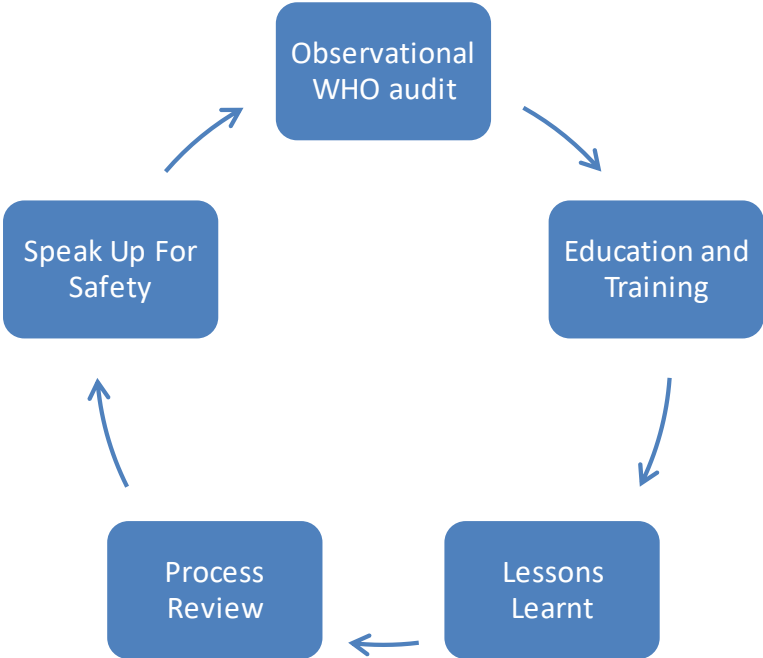 Observational
WHO audit
Education and
Training
Lessons
Learnt
Process
Review
Speak Up For
Safety